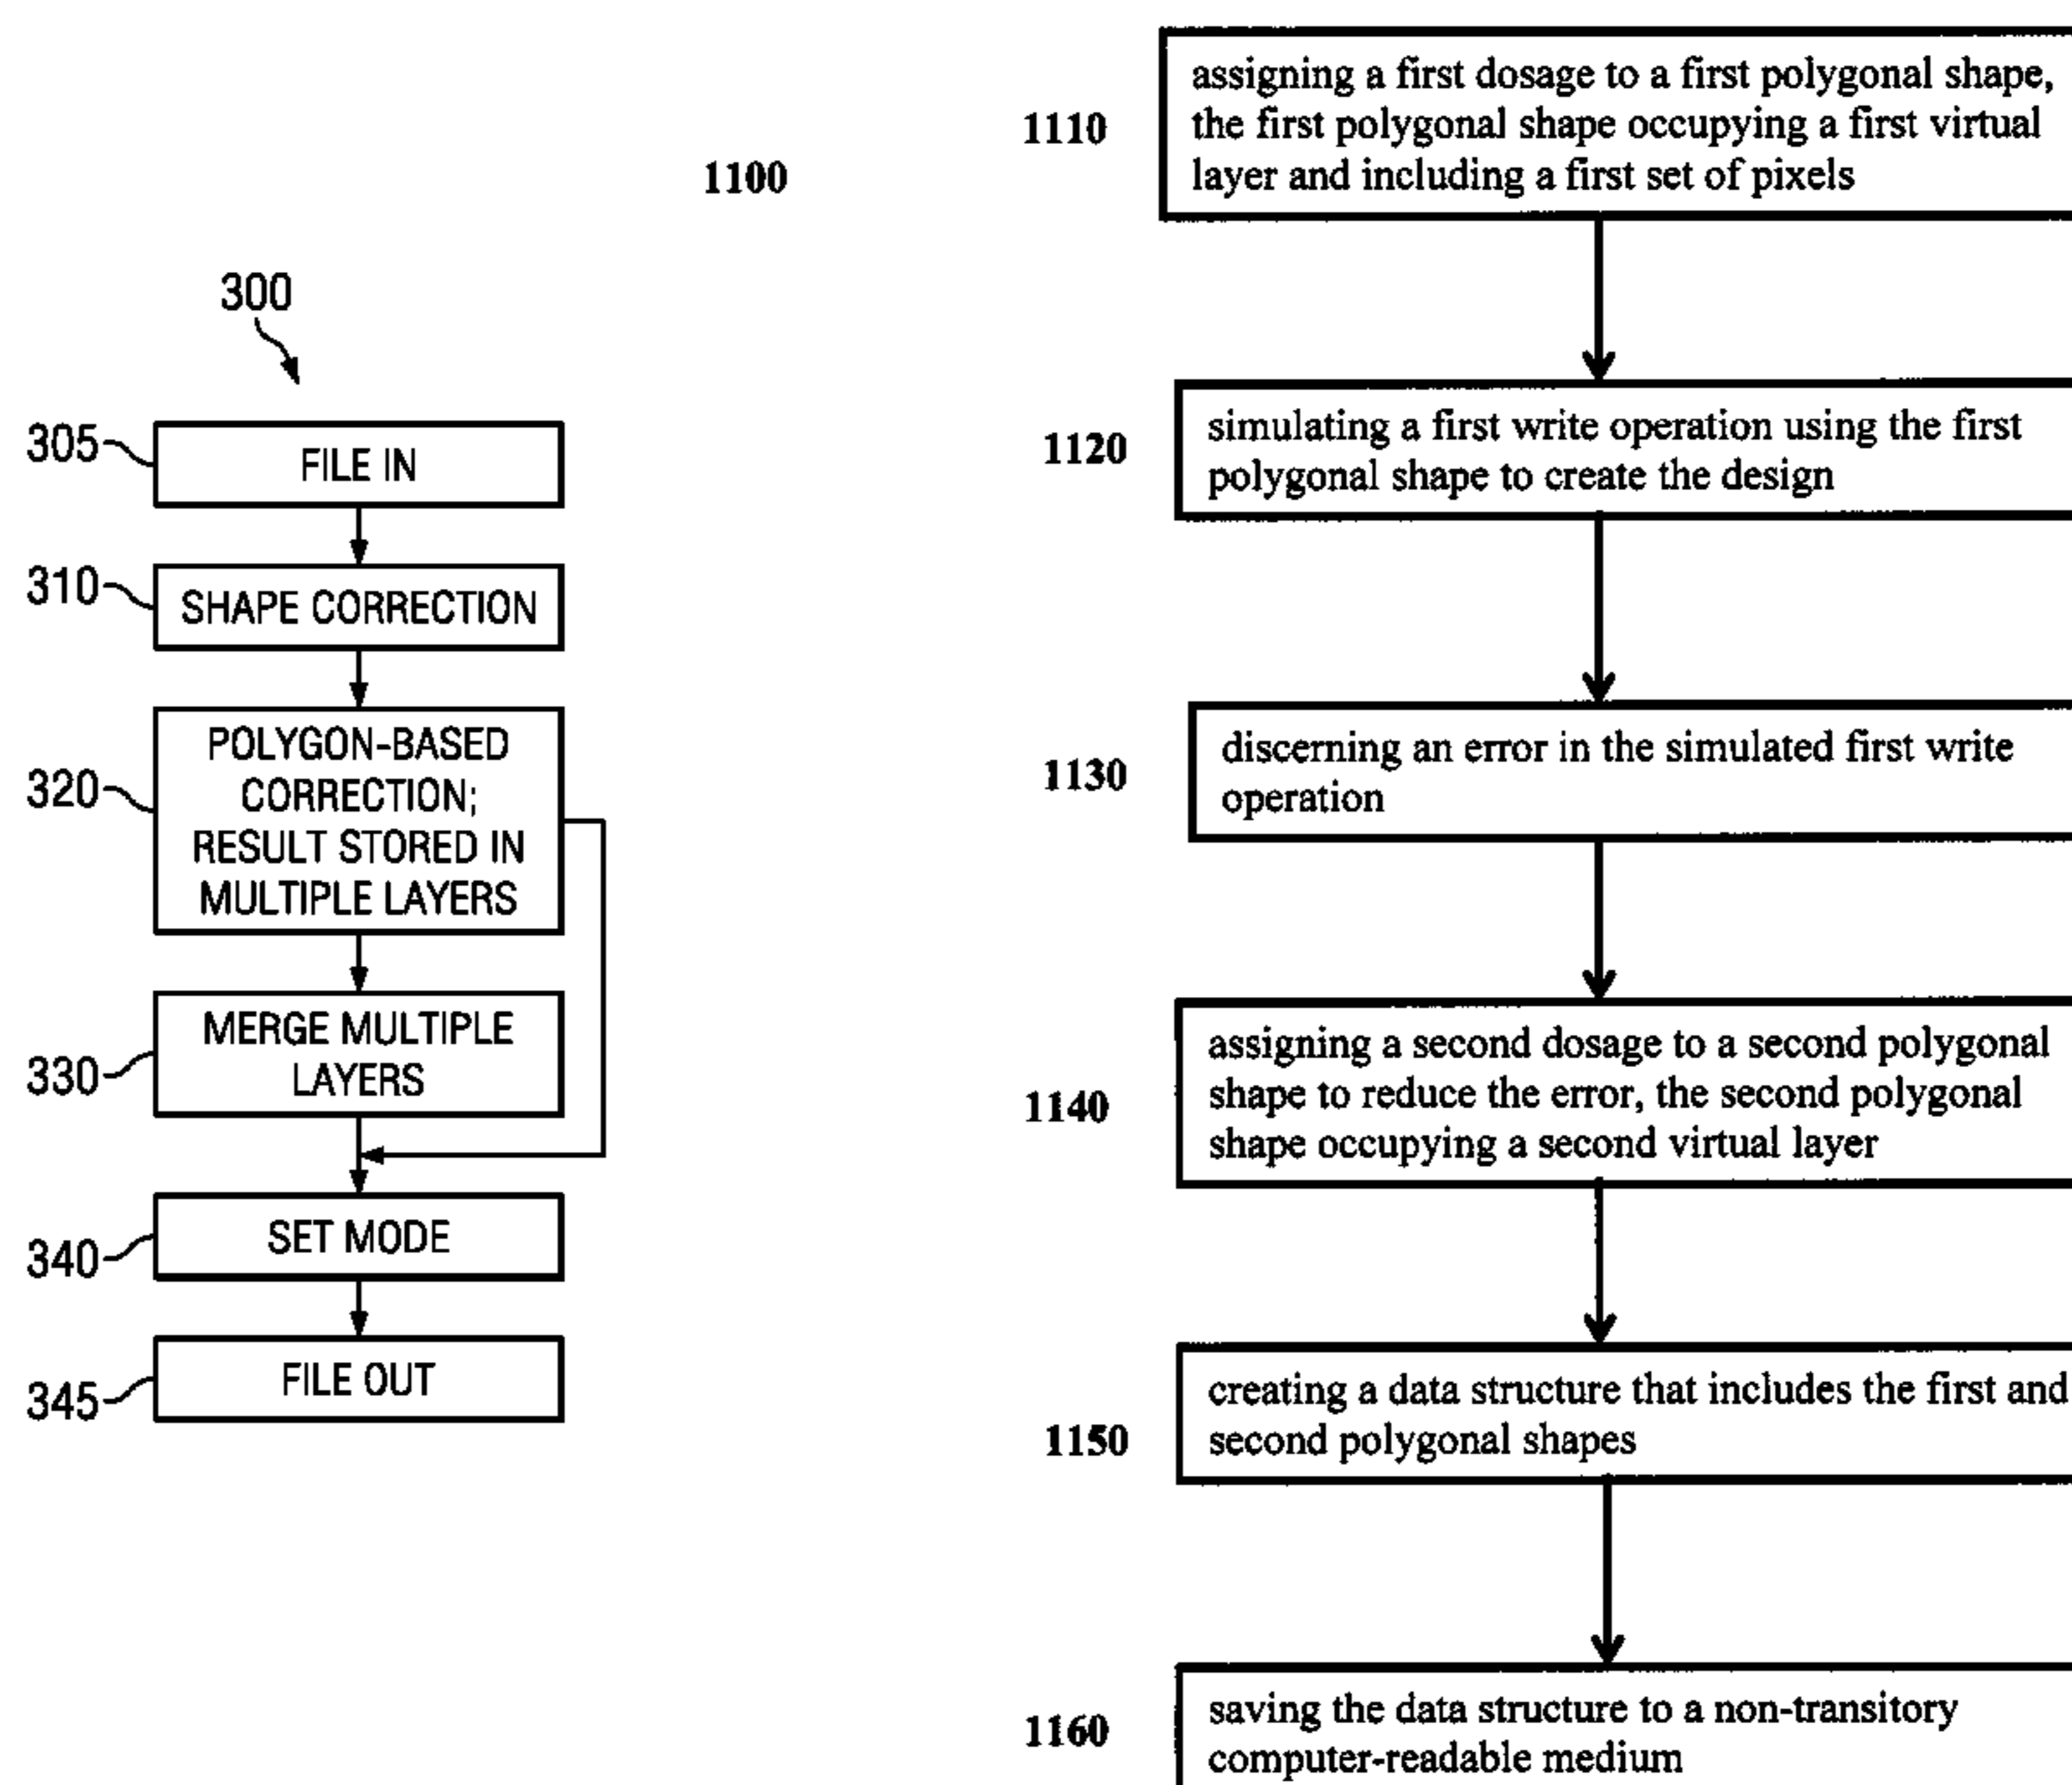 300
305
FILE IN
310
SHAPE CORRECTION
320
POLYGON-BASED
CORRECTION;
RESULT STORED IN
MULTIPLE LAYERS
330
MERGE MULTIPLE
LAYERS
340
SET MODE
345
FILE OUT
1100
1110
assigning a first dosage to a first polygonal shape,
the first polygonal shape occupying a first virtual
layer and including a first set of pixels
1120
simulating a first write operation using the first
polygonal shape to create the design
1130
discerning an error in the simulated first write
operation
1140
assigning a second dosage to a second polygonal
shape to reduce the error, the second polygonal
shape occupying a second virtual layer
1150
creating a data structure that includes the first and
second polygonal shapes
1160
saving the data structure to a non-transitory
computer-readable medium